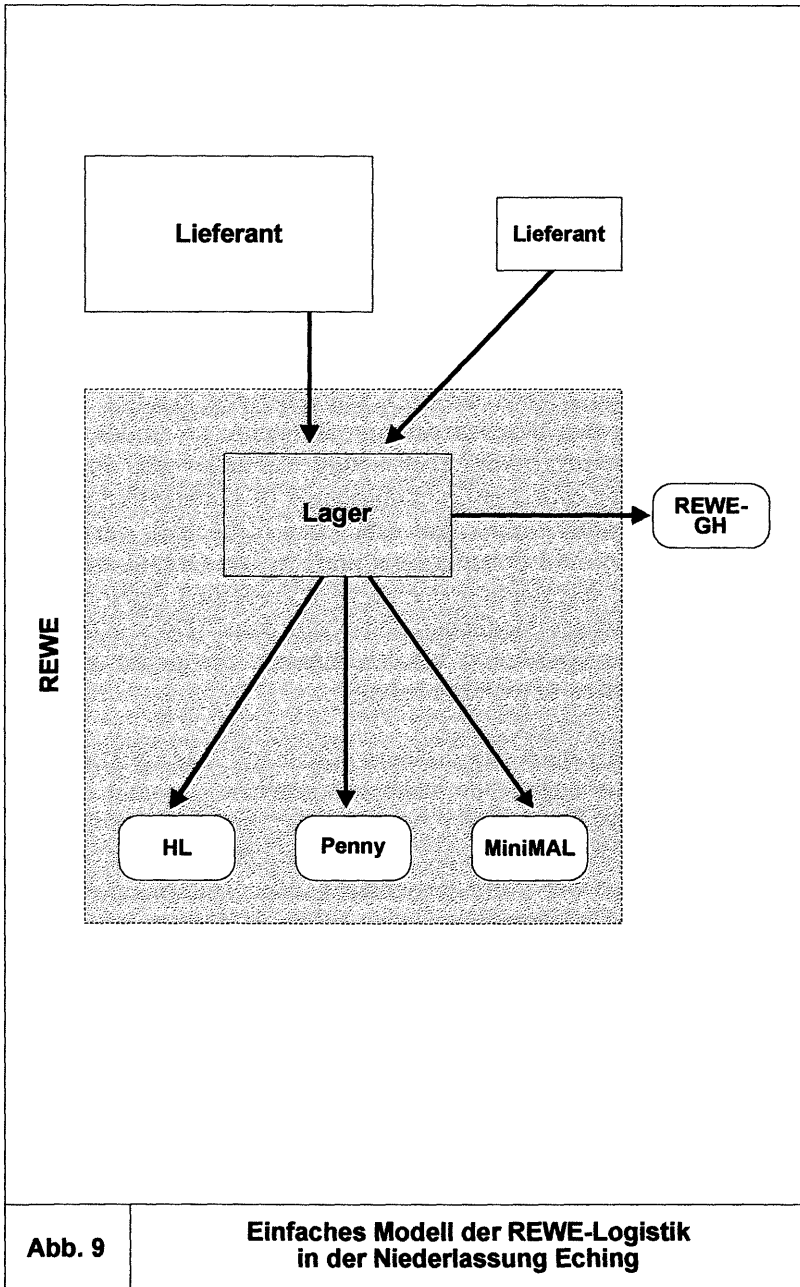 Lieferant
Lieferant
Lager
REWE-
GH
REWE
HL
Penny
MiniMAL
Abb. 9
Einfaches Modell der REWE-Logistik
in der Niederlassung Eching